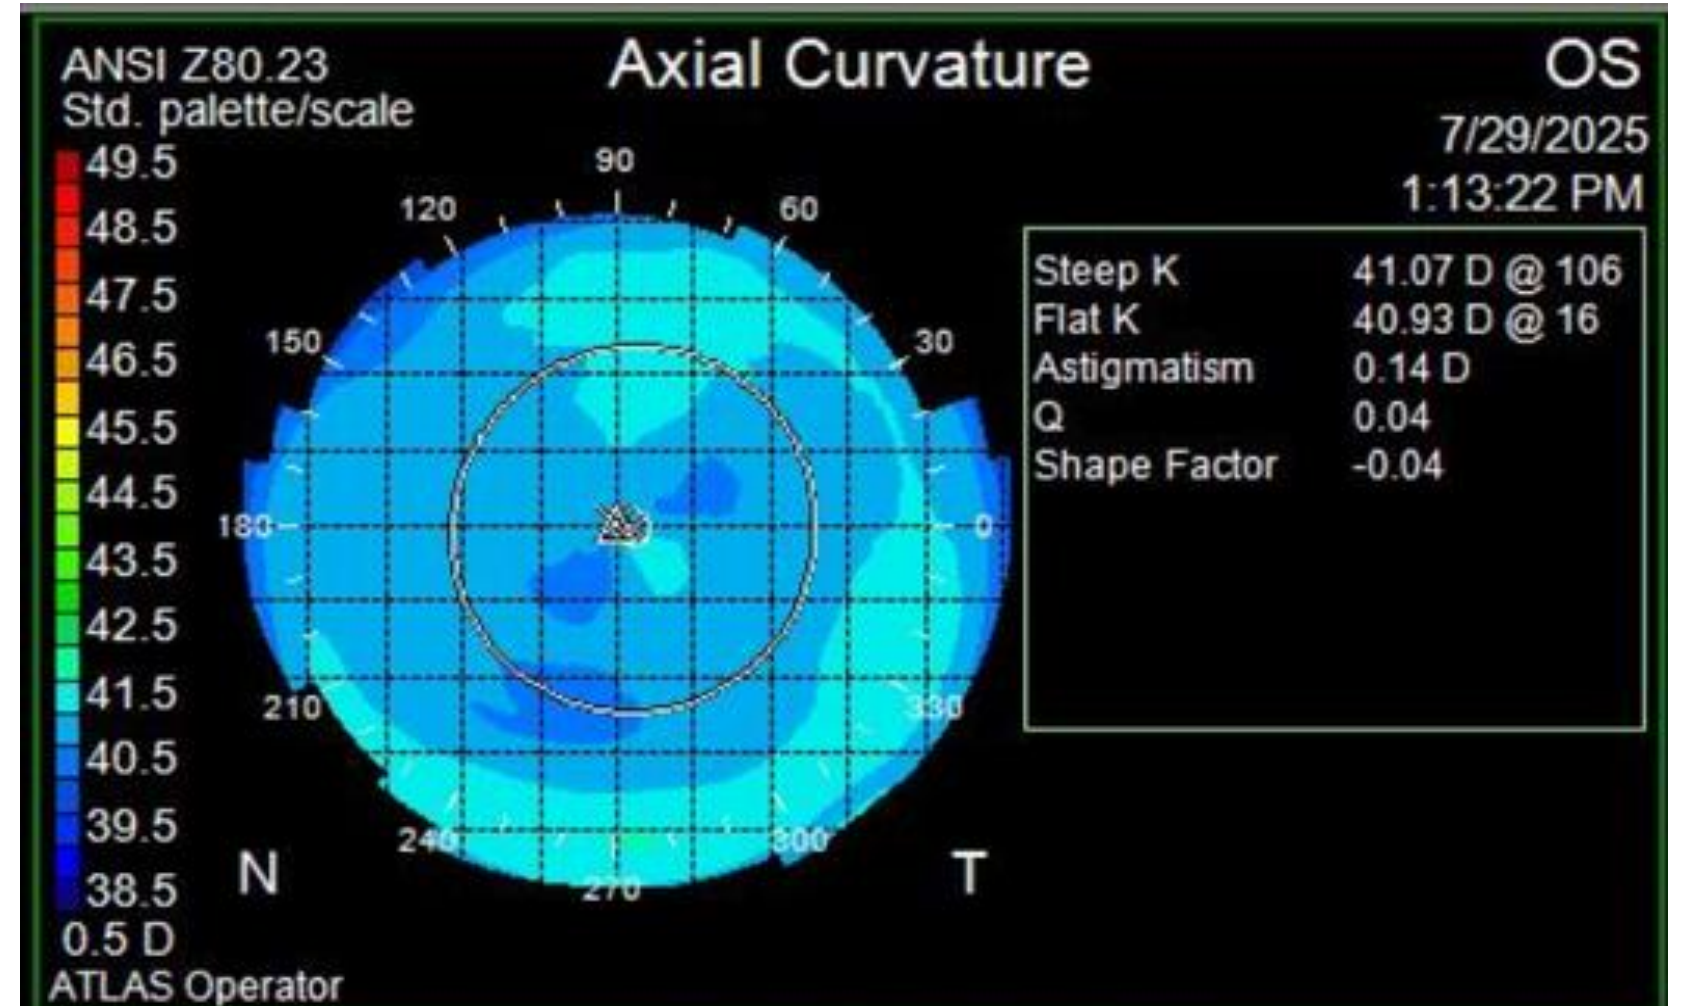 ANSI Z80.23
Std. palette/scale
Axial Curvature
OS
7/29/2025
1:13:22 PM
49.5
48.5
47.5
46.5
45.5
44.5
43.5
42.5
41.5
40.5
39.5
38.5
0.5 D
ATLAS Operator
90
120
60
150
30
180
0
210
330
240
300
270
N
T
Steep K 41.07 D @ 106
Flat K 40.93 D @ 16
Astigmatism 0.14 D
Q 0.04
Shape Factor -0.04